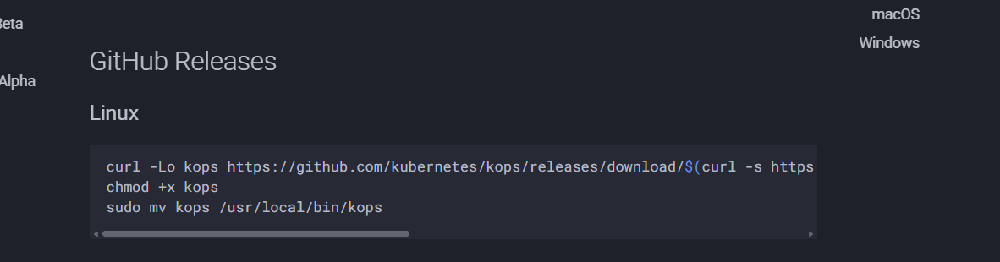 Beta
Alpha
GitHub Releases
Linux
curl -Lo kops https://github.com/kubernetes/kops/releases/download/$(curl -s https
chmod +x kops
sudo mv kops /usr/local/bin/kops
macOS
Windows